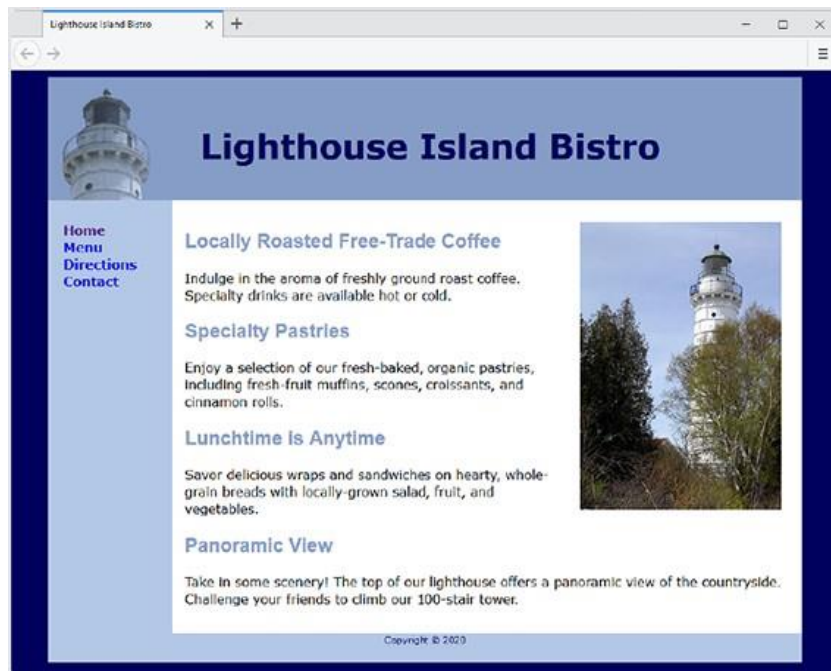 Lighthouse Island Bistro
Lighthouse Island Bistro
Home
Menu
Directions
Contact
Locally Roasted Free-Trade Coffee
Indulge in the aroma of freshly ground roast coffee.
Specialty drinks are available hot or cold.
Specialty Pastries
Enjoy a selection of our fresh-baked, organic pastries,
including fresh-fruit muffins, scones, croissants, and
cinnamon rolls.
Lunchtime is Anytime
Savor delicious wraps and sandwiches on hearty, whole-
grain breads with locally-grown salad, fruit, and
vegetables.
Panoramic View
Take in some scenery! The top of our lighthouse offers a panoramic view of the countryside.
Challenge your friends to climb our 100-stair tower.
Copyright © 2020